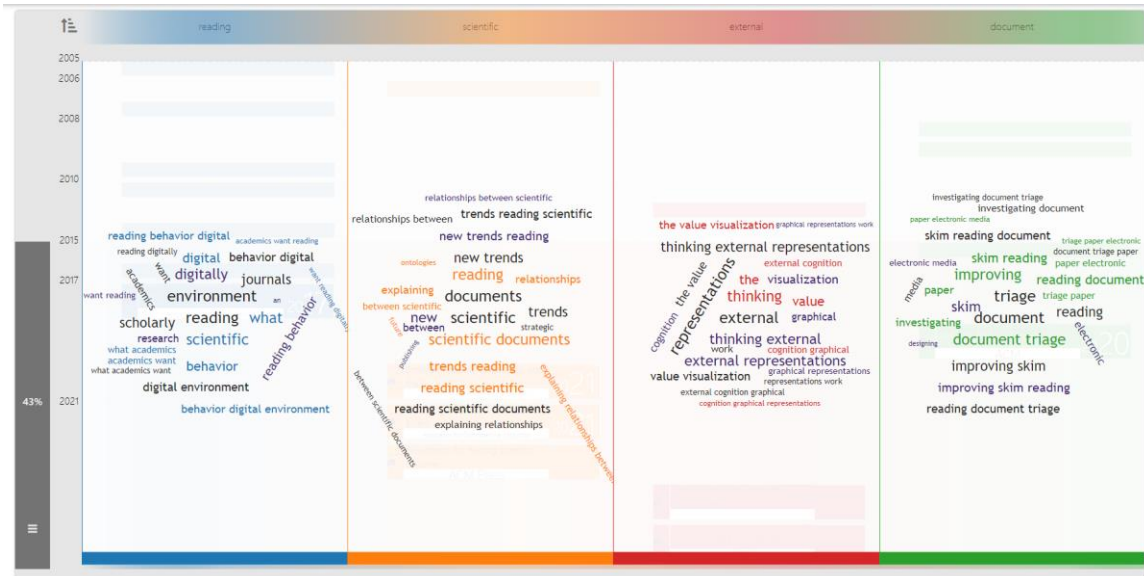 reading
scientific
external
document
2005
2006
2008
2010
2015
2017
2021
43%
reading behavior digital
academics want reading
reading digitally
digital
behavior digital
want
digitally
journals
academics
want reading digitally
want reading
environment
an
reading behavior
scholarly
reading
what
research
scientific
what academics
academics want
what academics want
behavior
digital environment
behavior digital environment
relationships between scientific
relationships between
trends reading scientific
new trends reading
new trends
ontologies
reading
relationships
explaining
documents
between scientific
trends
new
scientific
future
between
strategic
scientific documents
publishing
trends reading
explaining relationships between
between scientific documents
reading scientific
reading scientific documents
explaining relationships
the value visualization
graphical representations work
thinking external representations
external cognition
the value
representations
the
visualization
thinking
value
cognition
external
graphical
thinking external
work
cognition graphical
external representations
graphical representations
value visualization
representations work
external cognition graphical
cognition graphical representations
investigating document triage
investigating document
paper electronic media
skim reading document
triage paper electronic
document triage paper
electronic media
skim reading
paper electronic
improving
reading document
media
paper
triage
triage paper
skim
document
reading
investigating
electronic
designing
document triage
improving skim
improving skim reading
reading document triage